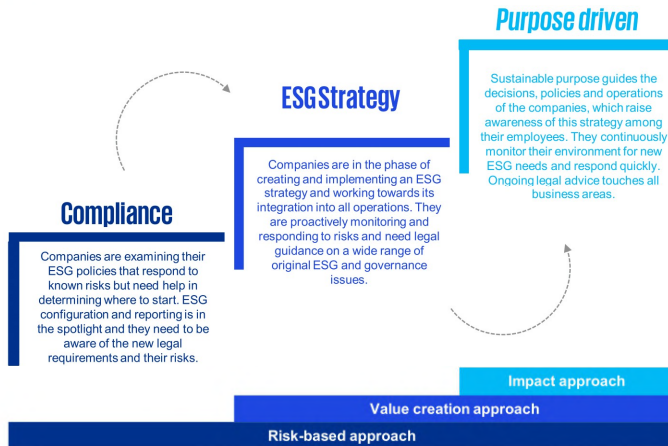 Purpose driven
Sustainable purpose guides the
decisions, policies and operations
of the companies, which raise
awareness of this strategy among
their employees. They continuously
monitor their environment for new
ESG needs and respond quickly.
Ongoing legal advice touches all
business areas.
ESG Strategy
Companies are in the phase of
creating and implementing an ESG
strategy and working towards its
integration into all operations. They
are proactively monitoring and
responding to risks and need legal
guidance on a wide range of
original ESG and governance
issues.
Compliance
Companies are examining their
ESG policies that respond to
known risks but need help in
determining where to start. ESG
configuration and reporting is in
the spotlight and they need to be
aware of the new legal
requirements and their risks.
Impact approach
Value creation approach
Risk-based approach